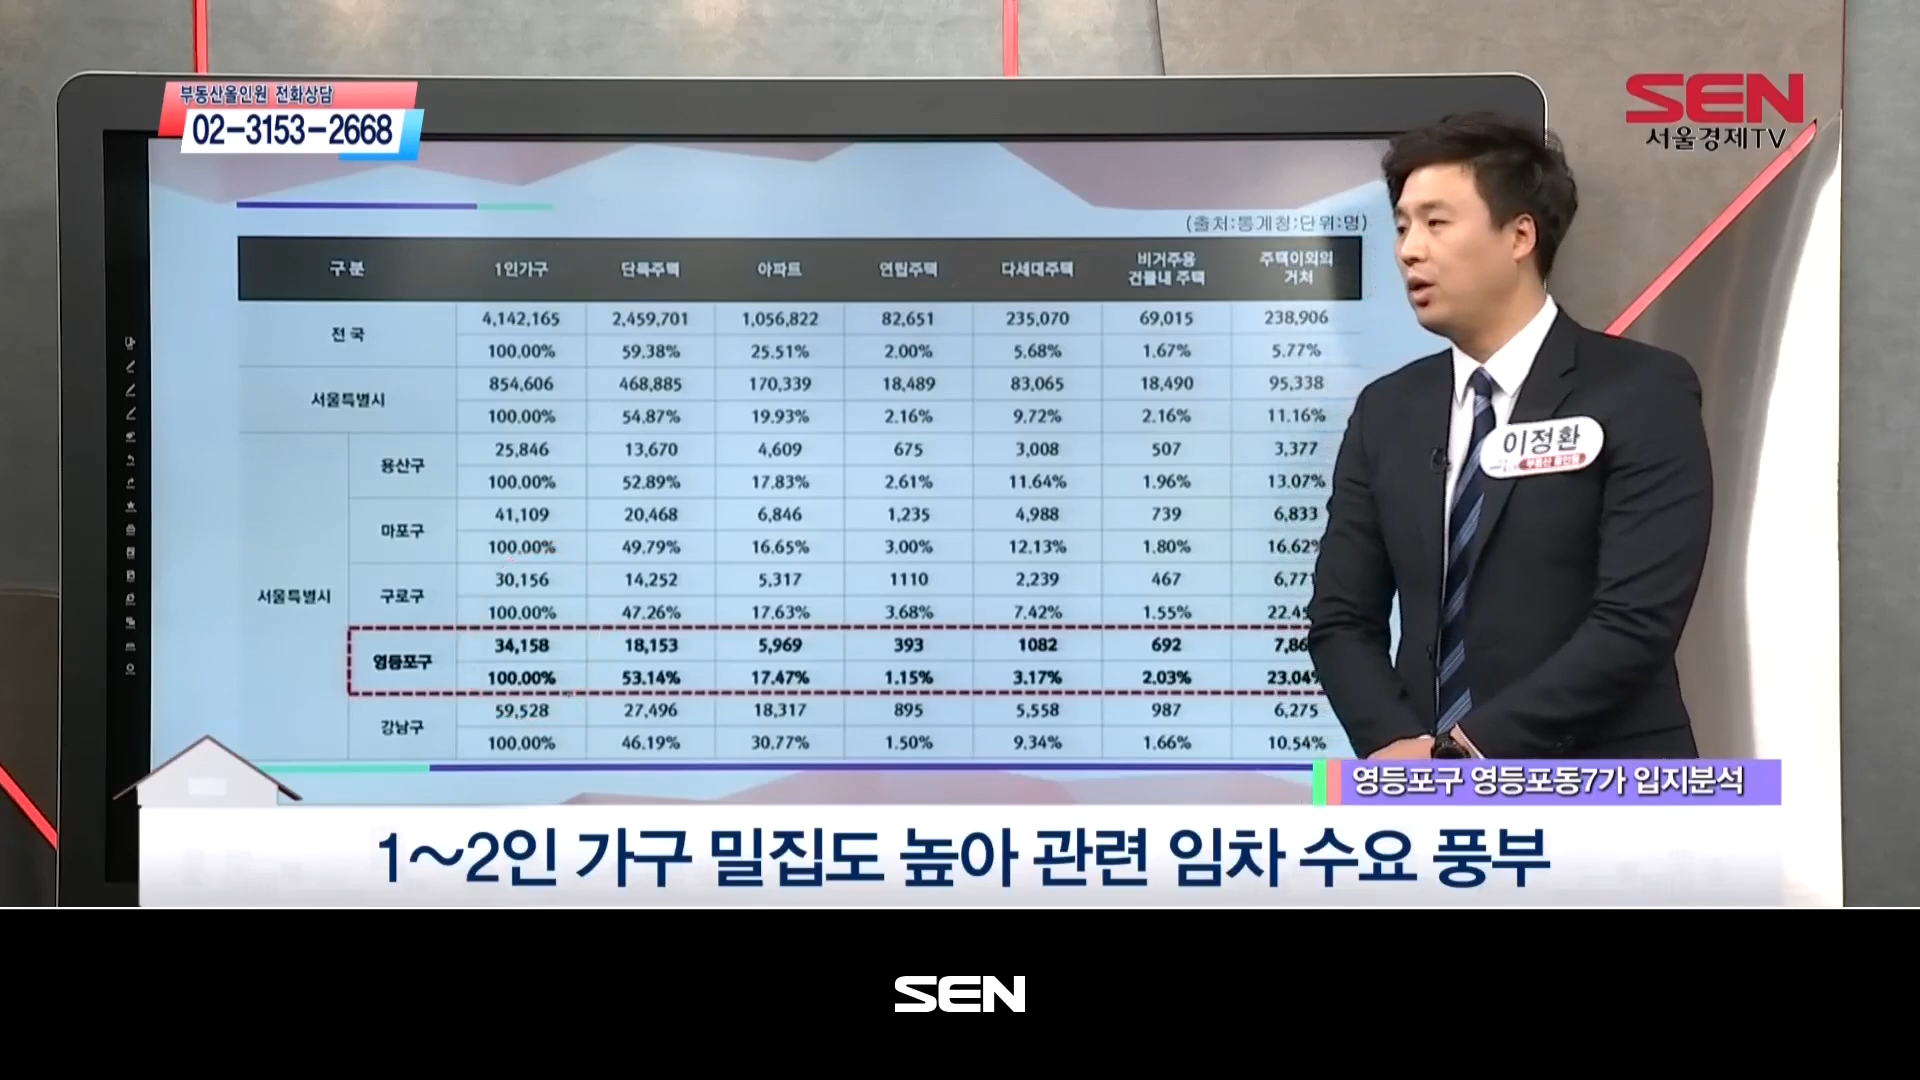 부동산올인원 전화상담
02-3153-2668
SEN
서울경제TV
(출처:통계청:단위:명)
구분 1인가구 단독주택 아파트 연립주택 다세대주택 비거주용 건물내 주택 주택이외의 거처
전국 4,142,165 2,459,701 1,056,822 82,651 235,070 69,015 238,906
100.00% 59.38% 25.51% 2.00% 5.68% 1.67% 5.77%
서울특별시 854,606 468,885 170,339 18,489 83,065 18,490 95,338
100.00% 54.87% 19.93% 2.16% 9.72% 2.16% 11.16%
서울특별시
용산구 25,846 13,670 4,609 675 3,008 507 3,377
100.00% 52.89% 17.83% 2.61% 11.64% 1.96% 13.07%
마포구 41,109 20,468 6,846 1,235 4,988 739 6,833
100.00% 49.79% 16.65% 3.00% 12.13% 1.80% 16.62%
구로구 30,156 14,252 5,317 1110 2,239 467 6,771
100.00% 47.26% 17.63% 3.68% 7.42% 1.55% 22.45
영등포구 34,158 18,153 5,969 393 1082 692 7,86
100.00% 53.14% 17.47% 1.15% 3.17% 2.03% 23.04%
강남구 59,528 27,496 18,317 895 5,558 987 6,275
100.00% 46.19% 30.77% 1.50% 9.34% 1.66% 10.54%
이정환
영등포구 영등포동7가 입지분석
1~2인 가구 밀집도 높아 관련 임차 수요 풍부
SEN